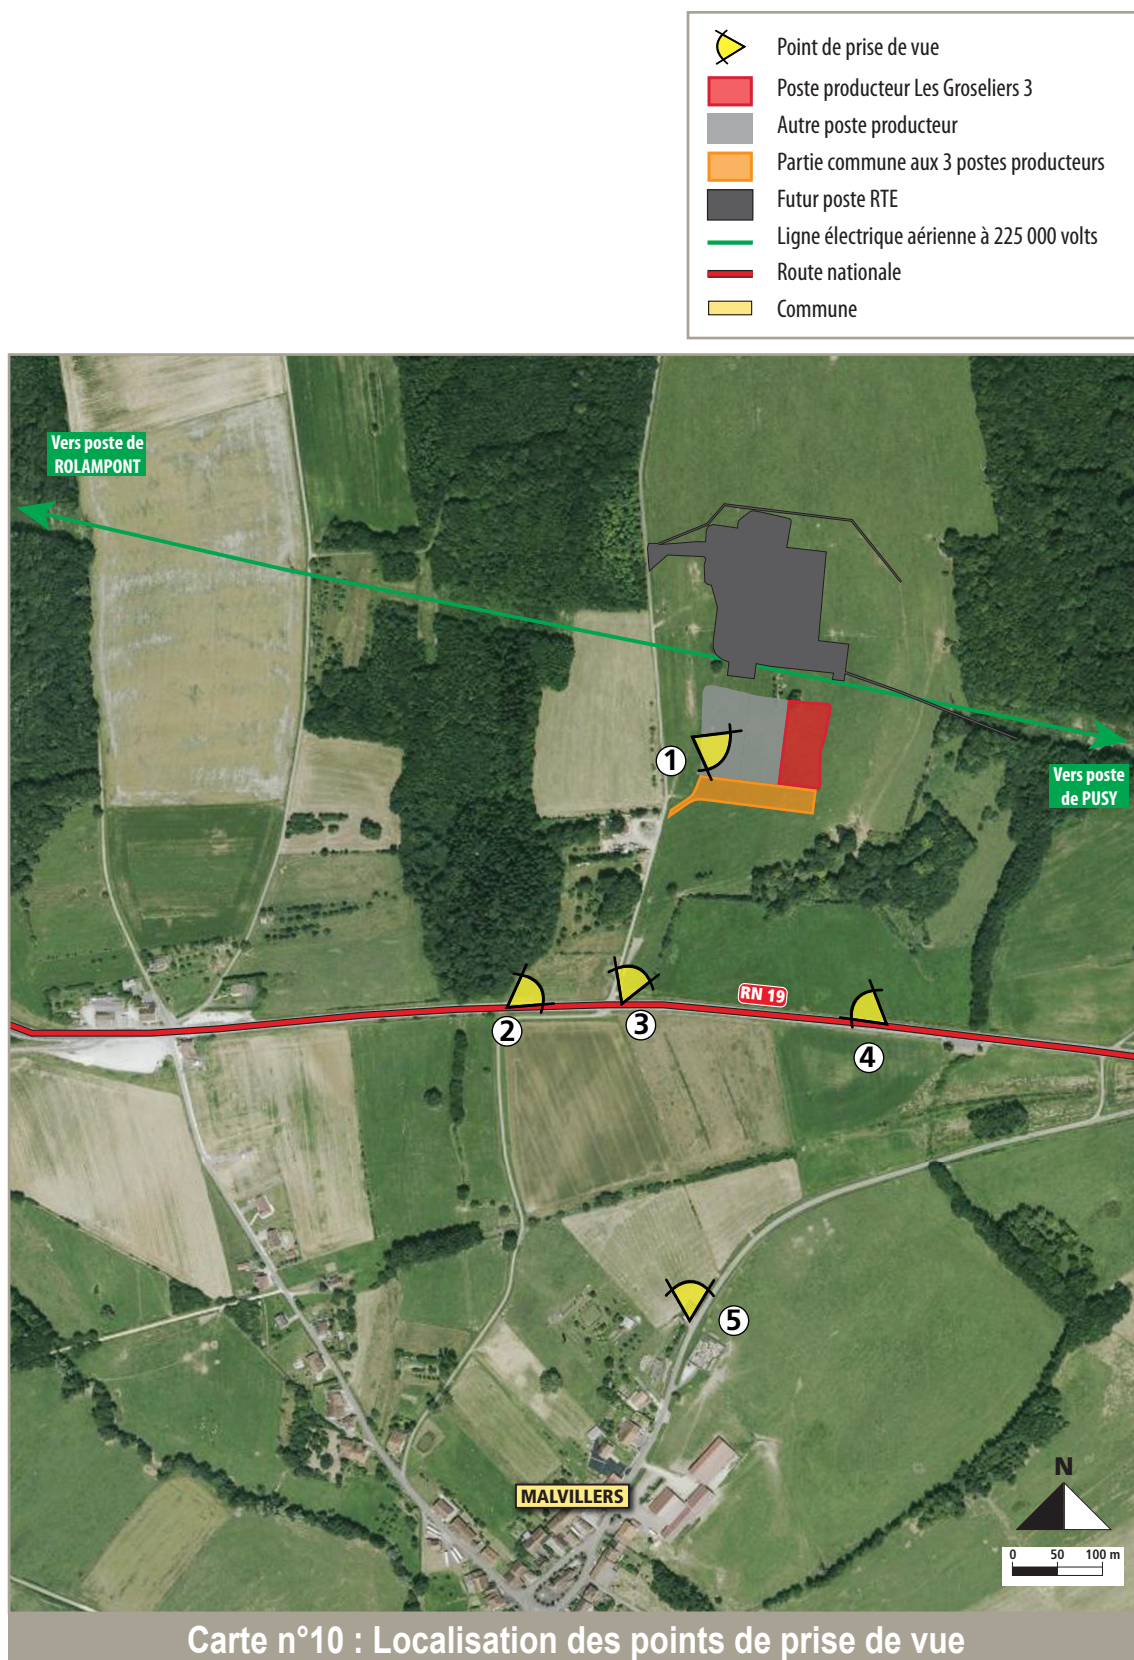 Point de prise de vue
Poste producteur Les Groseliers 3
Autre poste producteur
Partie commune aux 3 postes producteurs
Futur poste RTE
Ligne électrique aérienne à 225 000 volts
Route nationale
Commune
Vers poste de
ROLAMPONT
1
Vers poste
de PUSY
RN 19
2
3
4
5
MALVILLERS
N
0 50 100 m
Carte n°10 : Localisation des points de prise de vue